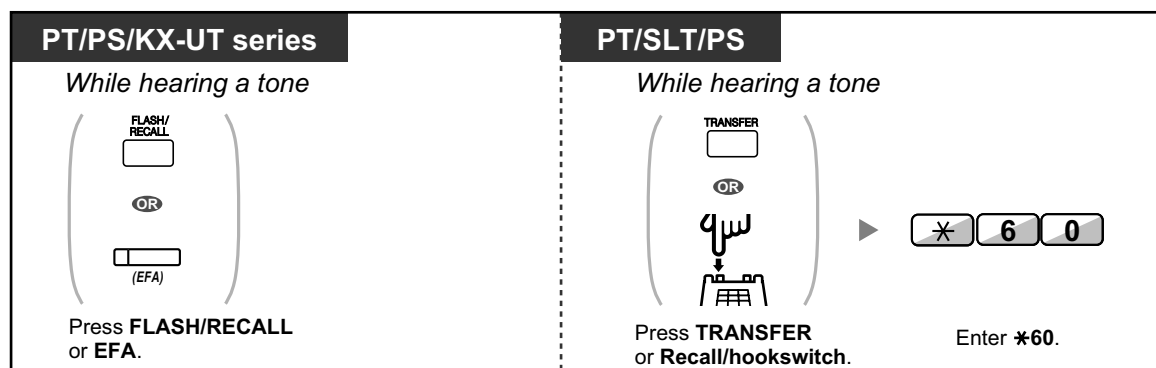 PT/PS/KX-UT series
While hearing a tone
FLASH/
RECALL
OR
(EFA)
Press FLASH/RECALL
or EFA.
PT/SLT/PS
While hearing a tone
TRANSFER
OR
Press TRANSFER
or Recall/hookswitch.
* 6 0
Enter *60.